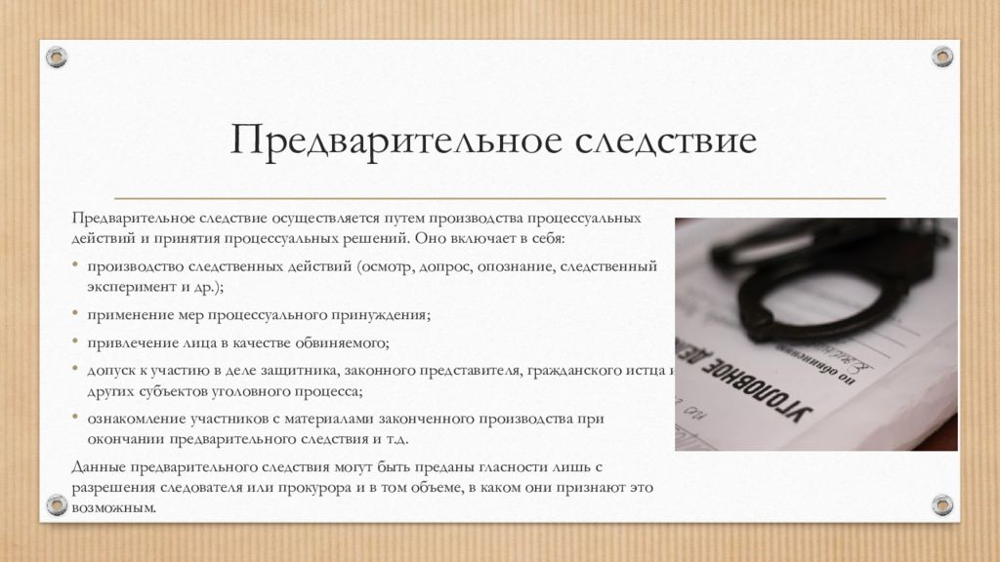 Предварительное следствие
Предварительное следствие осуществляется путем производства процессуальных
действий и принятия процессуальных решений. Оно включает в себя:
• производство следственных действий (осмотр, допрос, опознание, следственный
эксперимент и др.);
• применение мер процессуального принуждения;
• привлечение лица в качестве обвиняемого;
• допуск к участию в деле защитника, законного представителя, гражданского истца и
других субъектов уголовного процесса;
• ознакомление участников с материалами законченного производства при
окончании предварительного следствия и т.д.
Данные предварительного следствия могут быть преданы гласности лишь с
разрешения следователя или прокурора и в том объеме, в каком они признают это
возможным.
УГОЛОВНОЕ ДЕЛ
по обвинению